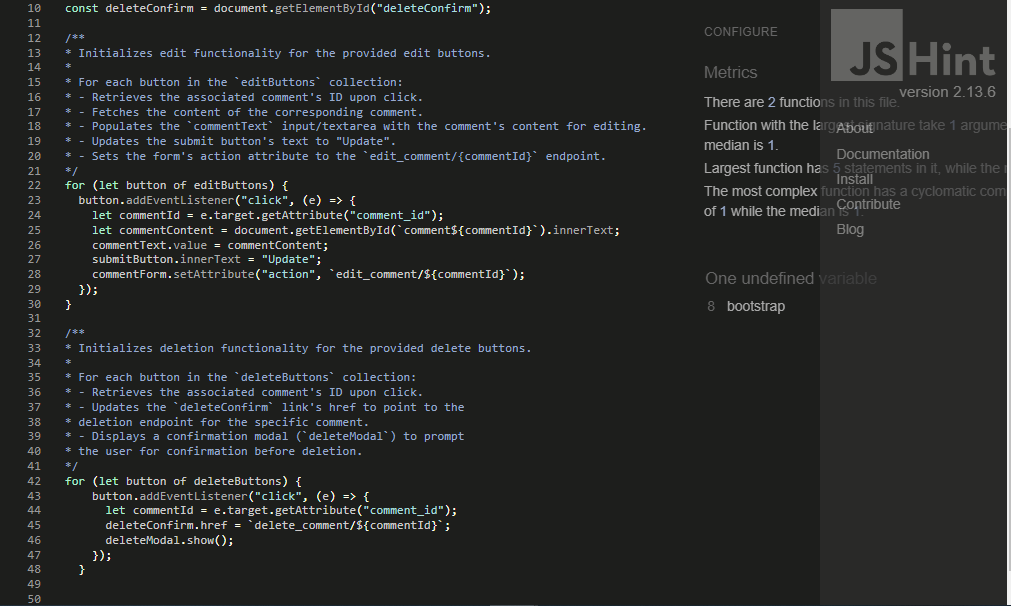 10 const deleteConfirm = document.getElementById("deleteConfirm");
11
12 /**
13 * Initializes edit functionality for the provided edit buttons.
14 *
15 * For each button in the `editButtons` collection:
16 * - Retrieves the associated comment's ID upon click.
17 * - Fetches the content of the corresponding comment.
18 * - Populates the `commentText` input/textarea with the comment's content for editing.
19 * - Updates the submit button's text to "Update".
20 * - Sets the form's action attribute to the `edit_comment/{commentId}` endpoint.
21 */
22 for (let button of editButtons) {
23   button.addEventListener("click", (e) => {
24     let commentId = e.target.getAttribute("comment_id");
25     let commentContent = document.getElementById(`comment${commentId}`).innerText;
26     commentText.value = commentContent;
27     submitButton.innerText = "Update";
28     commentForm.setAttribute("action", `edit_comment/${commentId}`);
29   });
30 }
31
32 /**
33 * Initializes deletion functionality for the provided delete buttons.
34 *
35 * For each button in the `deleteButtons` collection:
36 * - Retrieves the associated comment's ID upon click.
37 * - Updates the `deleteConfirm` link's href to point to the
38 * deletion endpoint for the specific comment.
39 * - Displays a confirmation modal (`deleteModal`) to prompt
40 * the user for confirmation before deletion.
41 */
42 for (let button of deleteButtons) {
43     button.addEventListener("click", (e) => {
44       let commentId = e.target.getAttribute("comment_id");
45       deleteConfirm.href = `delete_comment/${commentId}`;
46       deleteModal.show();
47     });
48   }
49
50
CONFIGURE
Metrics
There are 2 functions in this file.
Function with the largest signature take 1 argume
median is 1.
Largest function has 5 statements in it, while the
The most complex function has a cyclomatic com
of 1 while the median is 1.
One undefined variable
8 bootstrap
JSHint
version 2.13.6
About
Documentation
Install
Contribute
Blog